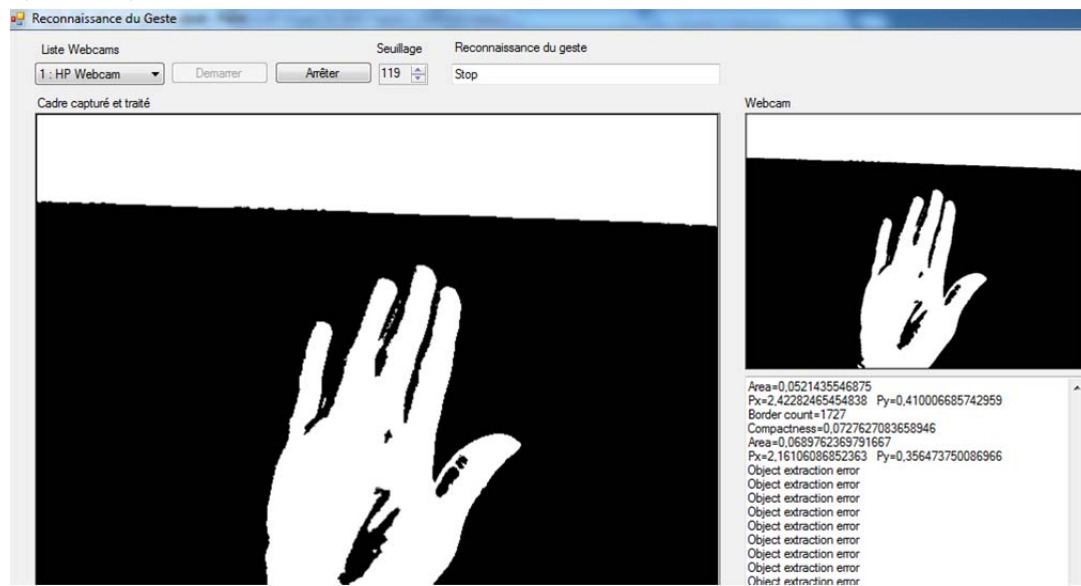 Reconnaissance du Geste
Liste Webcams
Seuillage
Reconnaissance du geste
1 : HP Webcam
Demarrer
Arrêter
119
Stop
Cadre capturé et traité
Webcam
Area=0,0521435546875
Px=2,42282465454838 Py=0,410006685742959
Border count=1727
Compactness=0,0727627083658946
Area=0,0689762369791667
Px=2,16106086852363 Py=0,356473750086966
Object extraction error
Object extraction error
Object extraction error
Object extraction error
Object extraction error
Object extraction error
Object extraction error
Object extraction error
Object extraction error